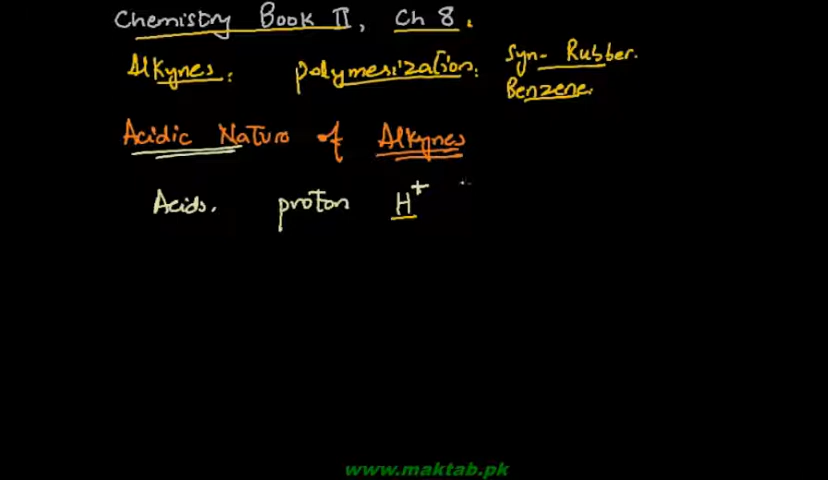 Chemistry Book II, Ch 8.
Alkynes. polymerization. Syn- Rubber.
Benzene.
Acidic Nature of Alkynes
Acids. proton H+
www.maktab.pk